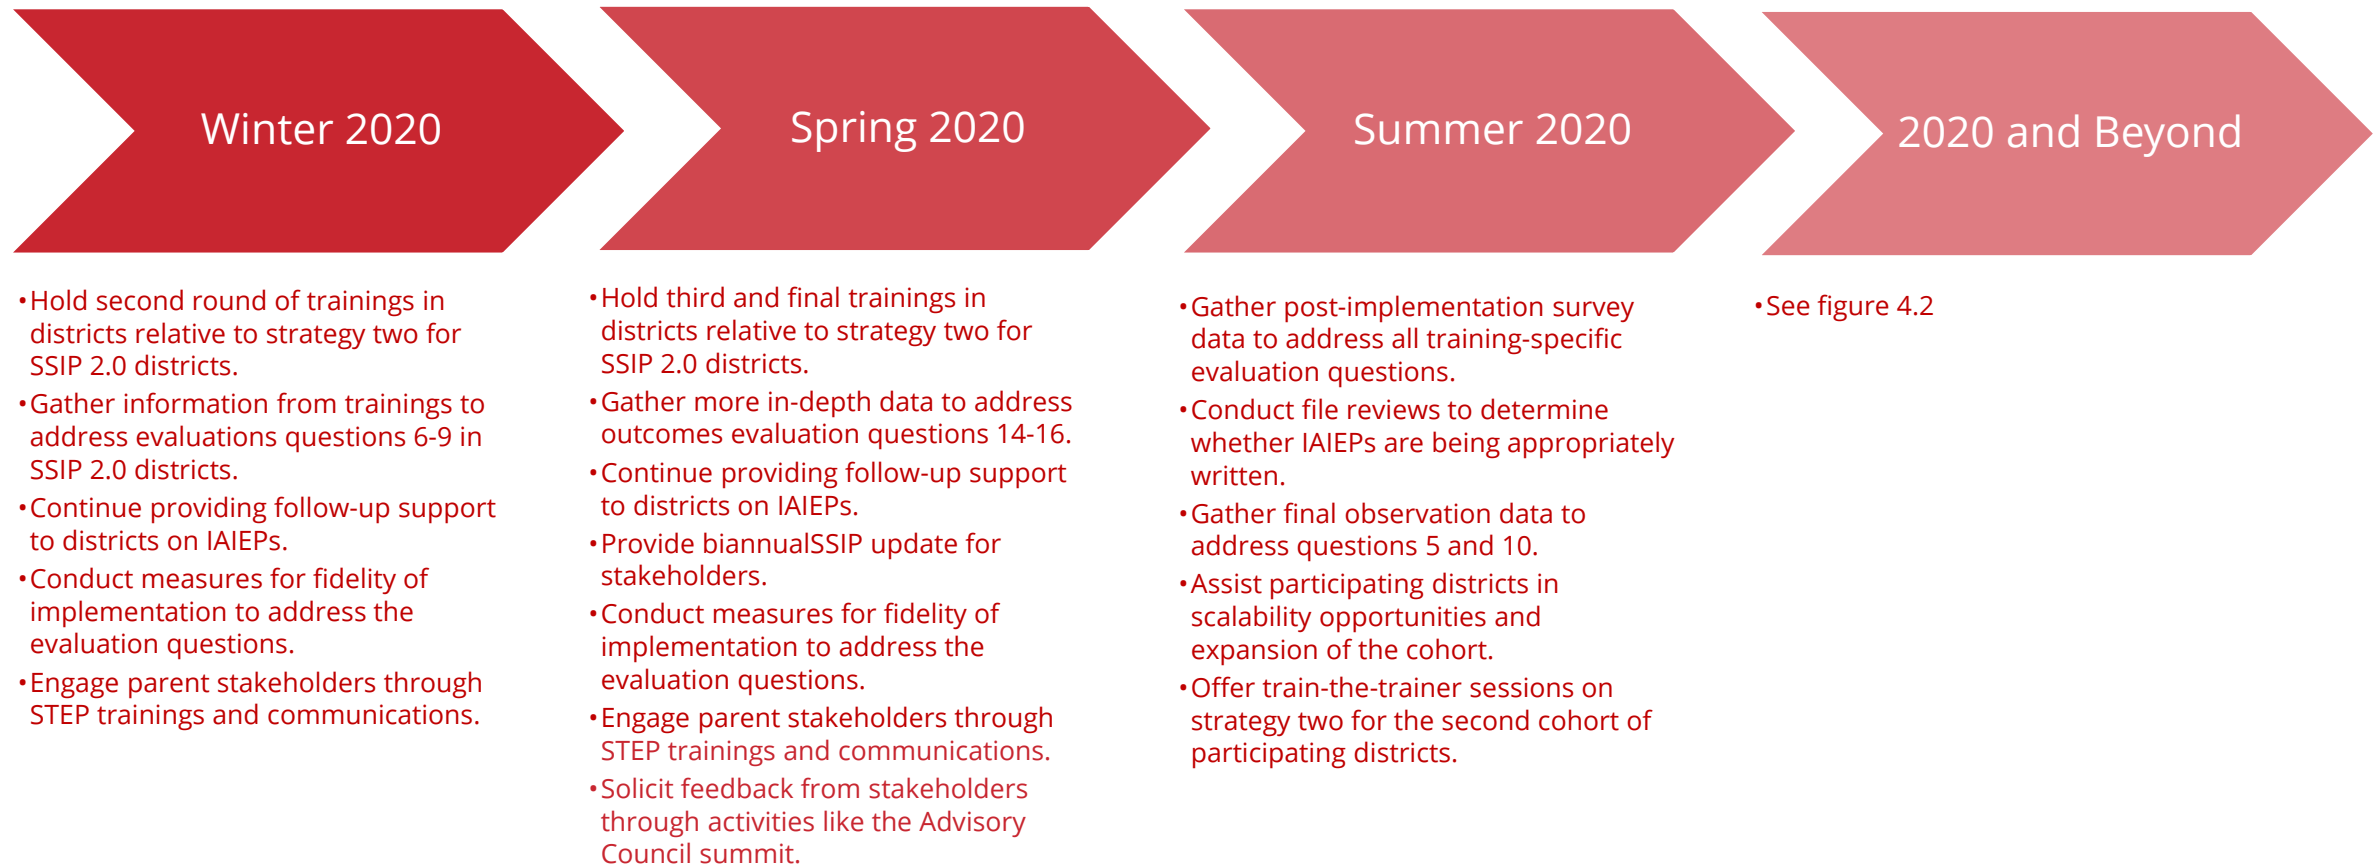 Winter 2020
•Hold second round of trainings in
districts relative to strategy two for
SSIP 2.0 districts.
•Gather information from trainings to
address evaluations questions 6-9 in
SSIP 2.0 districts.
•Continue providing follow-up support
to districts on IAIEPs.
•Conduct measures for fidelity of
implementation to address the
evaluation questions.
•Engage parent stakeholders through
STEP trainings and communications.
Spring 2020
•Hold third and final trainings in
districts relative to strategy two for
SSIP 2.0 districts.
•Gather more in-depth data to address
outcomes evaluation questions 14-16.
•Continue providing follow-up support
to districts on IAIEPs.
•Provide biannualSSIP update for
stakeholders.
•Conduct measures for fidelity of
implementation to address the
evaluation questions.
•Engage parent stakeholders through
STEP trainings and communications.
•Solicit feedback from stakeholders
through activities like the Advisory
Council summit.
Summer 2020
•Gather post-implementation survey
data to address all training-specific
evaluation questions.
•Conduct file reviews to determine
whether IAIEPs are being appropriately
written.
•Gather final observation data to
address questions 5 and 10.
•Assist participating districts in
scalability opportunities and
expansion of the cohort.
•Offer train-the-trainer sessions on
strategy two for the second cohort of
participating districts.
2020 and Beyond
•See figure 4.2